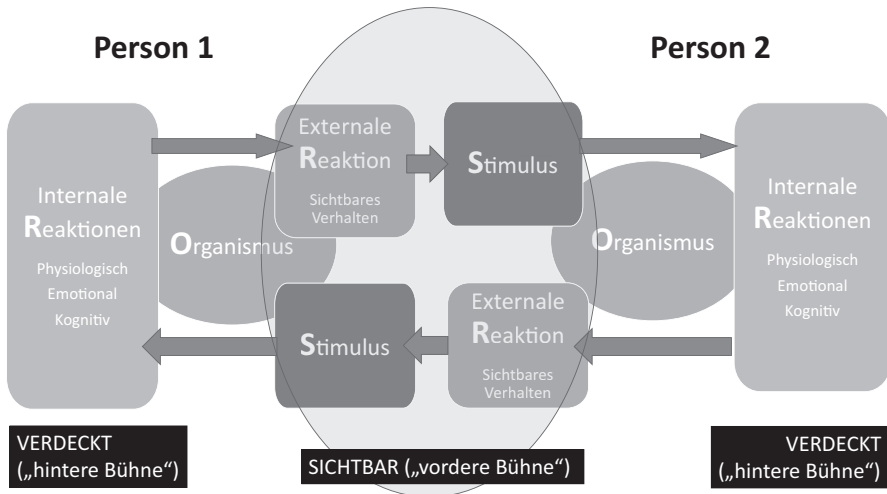 Person 1
Person 2
Internale
Reaktionen
Physiologisch
Emotional
Kognitiv
Organismus
Externale
Reaktion
Sichtbares
Verhalten
Stimulus
Stimulus
Externale
Reaktion
Sichtbares
Verhalten
Organismus
Internale
Reaktionen
Physiologisch
Emotional
Kognitiv
VERDECKT
(„hintere Bühne“)
SICHTBAR („vordere Bühne“)
VERDECKT
(„hintere Bühne“)